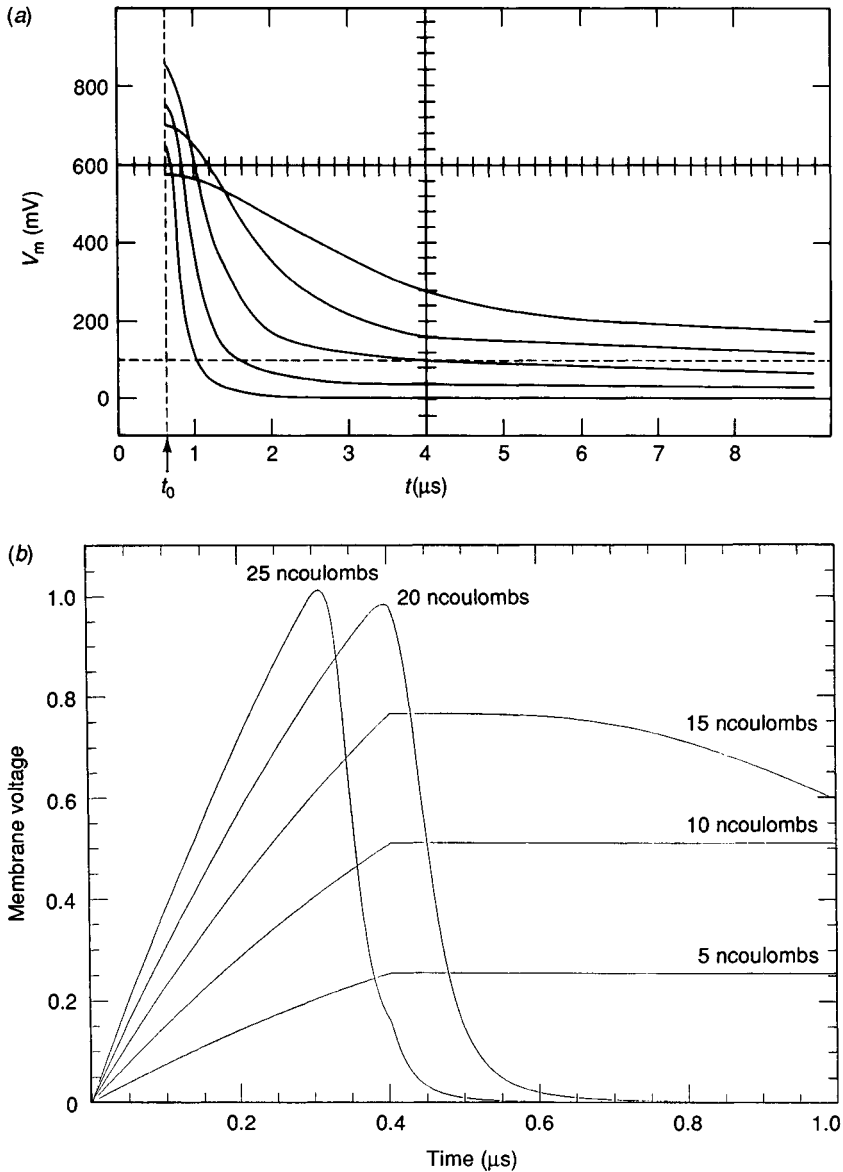 (a)
800
600
400
200
0
V_m (mV)
0 1 2 3 4 5 6 7 8
t_0
t(μs)
(b)
25 ncoulombs
20 ncoulombs
15 ncoulombs
10 ncoulombs
5 ncoulombs
1.0
0.8
0.6
0.4
0.2
0
Membrane voltage
0.2 0.4 0.6 0.8 1.0
Time (μs)